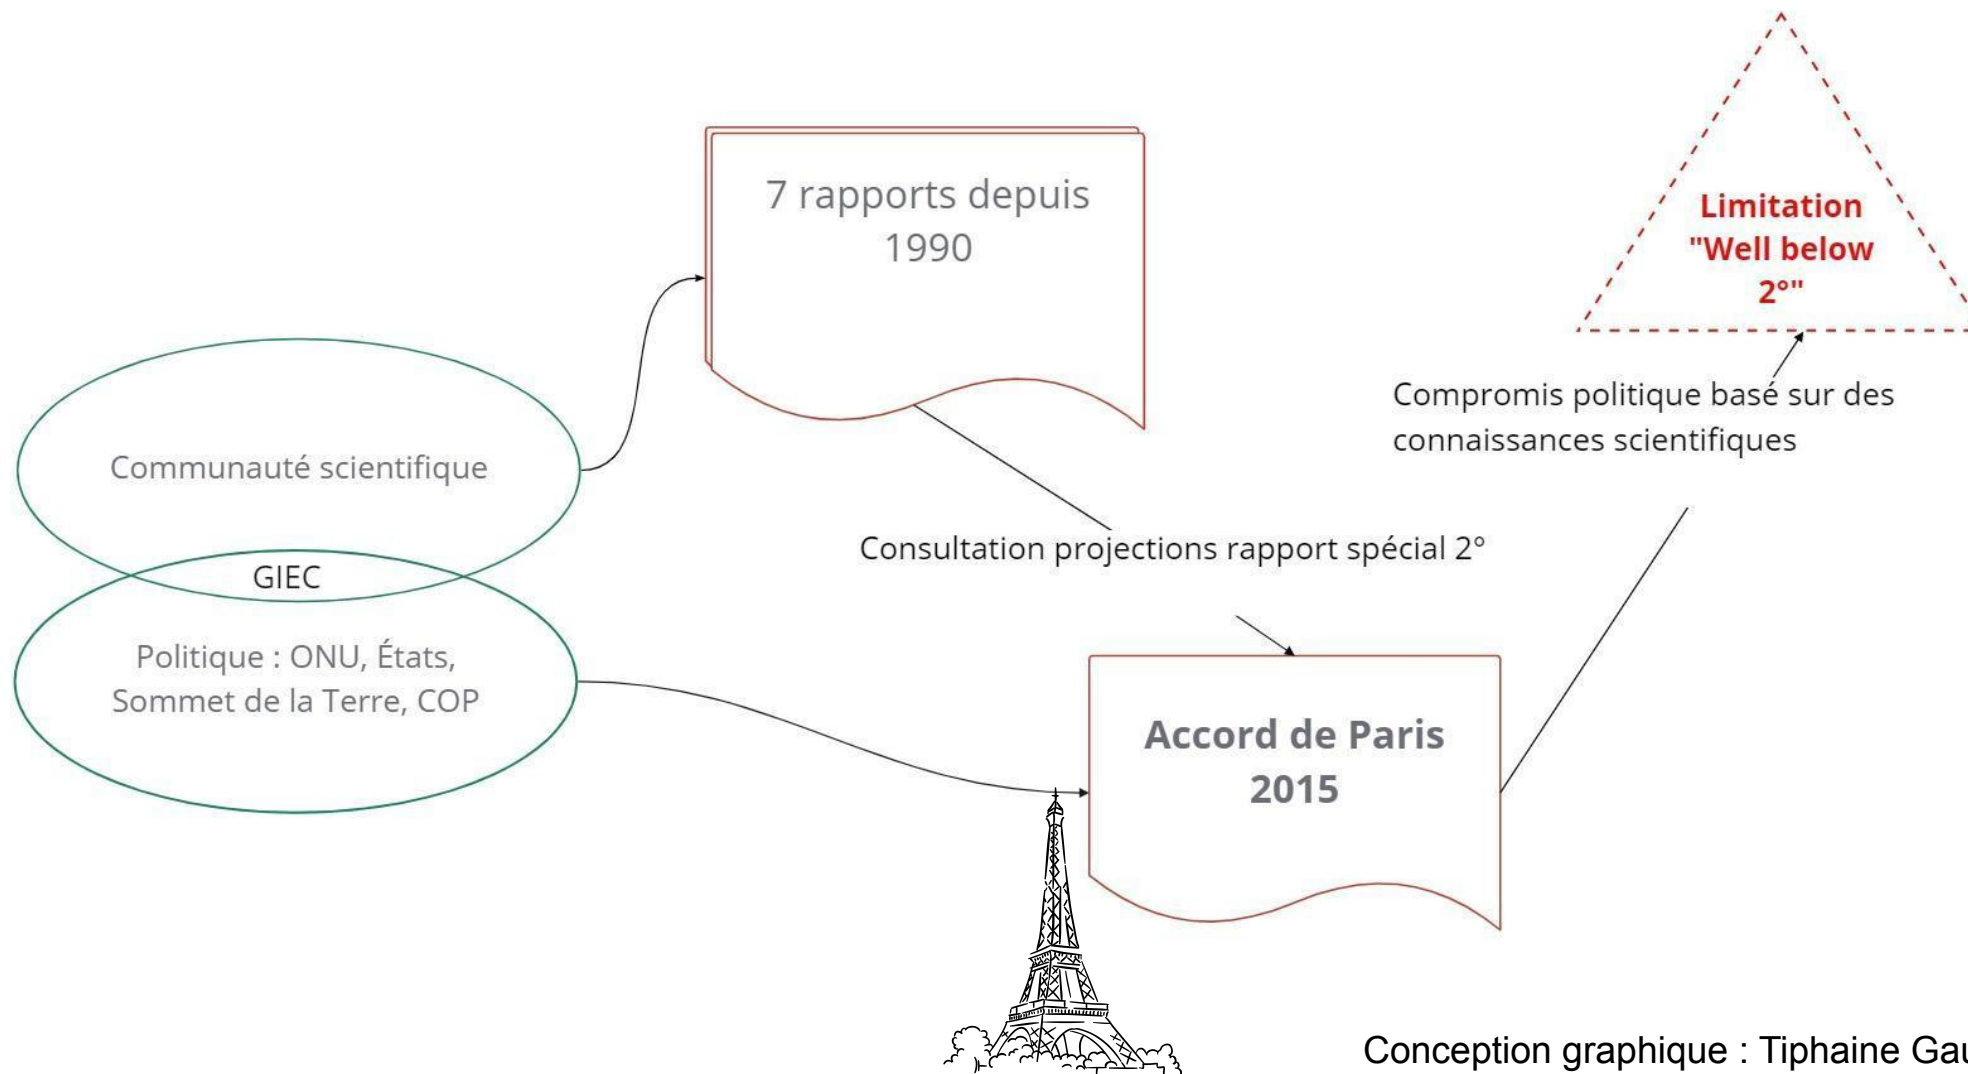 7 rapports depuis
1990
Limitation
"Well below
2°"
Compromis politique basé sur des
connaissances scientifiques
Communauté scientifique
Consultation projections rapport spécial 2°
GIEC
Politique : ONU, États,
Sommet de la Terre, COP
Accord de Paris
2015
Conception graphique : Tiphaine